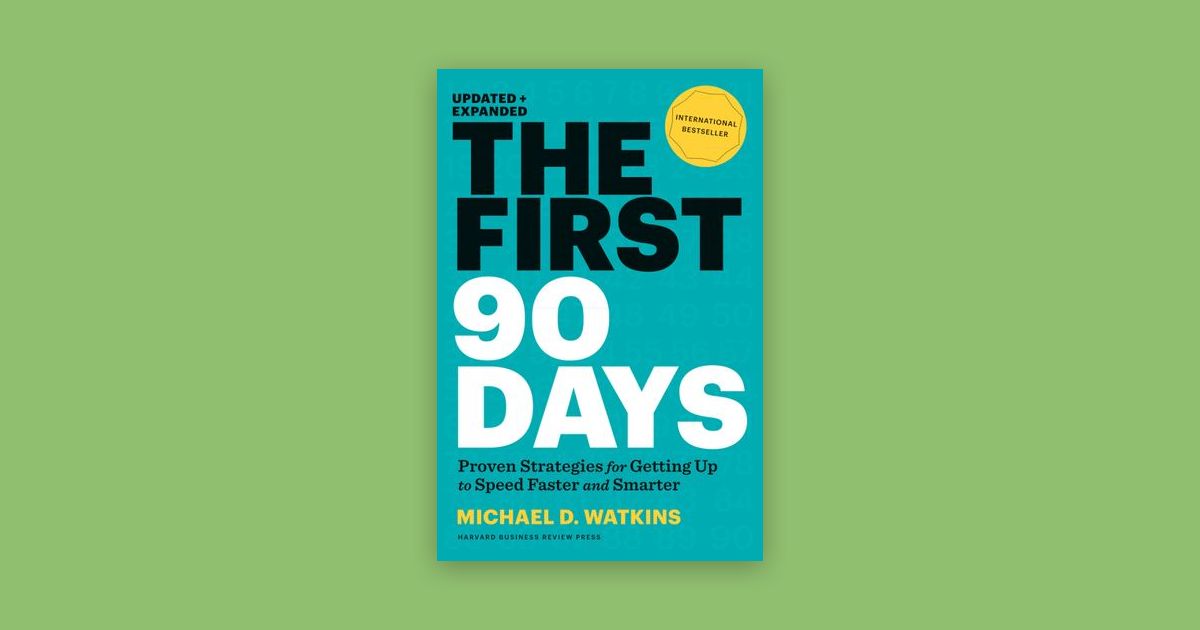 UPDATED +
EXPANDED
INTERNATIONAL
BESTSELLER
THE
FIRST
90
DAYS
Proven Strategies for Getting Up
to Speed Faster and Smarter
MICHAEL D. WATKINS
HARVARD BUSINESS REVIEW PRESS